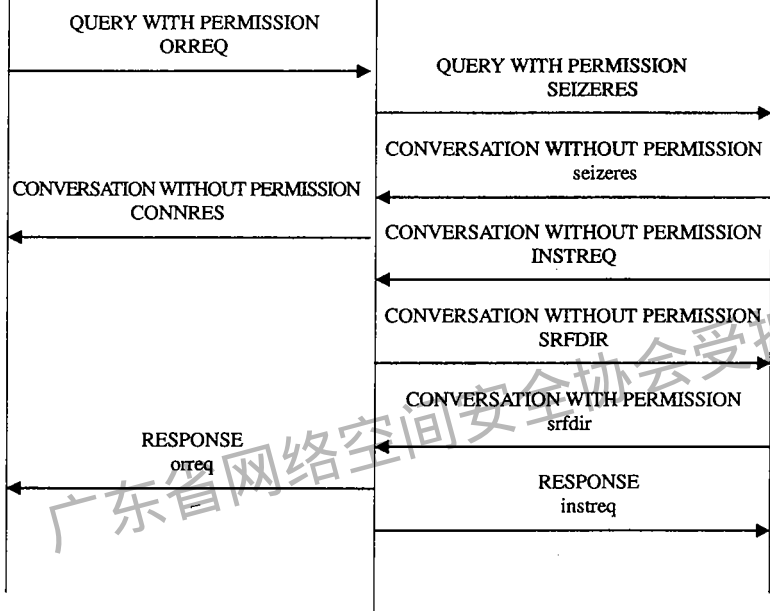 QUERY WITH PERMISSION
ORREQ
QUERY WITH PERMISSION
SEIZERES
CONVERSATION WITHOUT PERMISSION
seizeres
CONVERSATION WITHOUT PERMISSION
CONNRES
CONVERSATION WITHOUT PERMISSION
INSTREQ
CONVERSATION WITHOUT PERMISSION
SRFDIR
CONVERSATION WITH PERMISSION
srfdir
RESPONSE
orreq
RESPONSE
instreq
广东省网络空间安全协会受